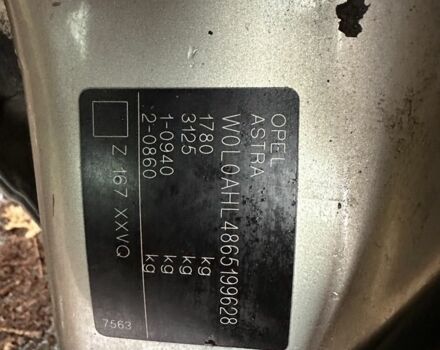 OPEL
ASTRA
W0L0AHL4865199628
1780 kg
3125 kg
1-0940 kg
2-0860 kg
Z 167 XXVQ
7563